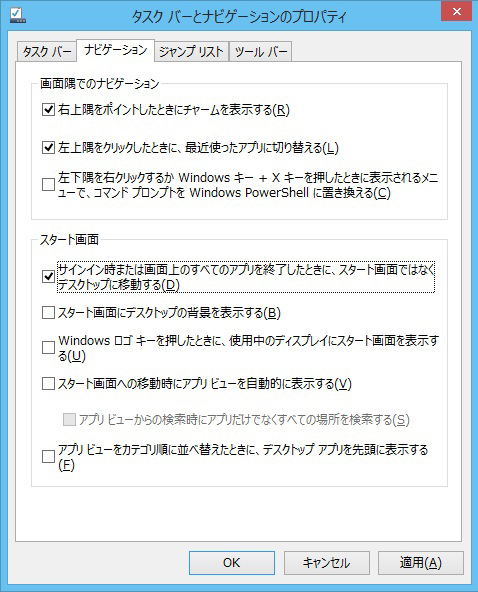 タスク バーとナビゲーションのプロパティ
タスク バー ナビゲーション ジャンプ リスト ツール バー
画面隅でのナビゲーション
右上隅をポイントしたときにチャームを表示する(R)
左上隅をクリックしたときに、最近使ったアプリに切り替える(L)
左下隅を右クリックするか Windows キー + X キーを押したときに表示されるメニ
ューで、コマンド プロンプトを Windows PowerShell に置き換える(C)
スタート画面
サインイン時または画面上のすべてのアプリを終了したときに、スタート画面ではなく
デスクトップに移動する(D)
スタート画面にデスクトップの背景を表示する(B)
Windows ロゴ キーを押したときに、使用中のディスプレイにスタート画面を表示す
る(U)
スタート画面への移動時にアプリ ビューを自動的に表示する(V)
アプリ ビューからの検索時にアプリだけでなくすべての場所を検索する(S)
アプリ ビューをカテゴリ順に並べ替えたときに、デスクトップ アプリを先頭に表示する
(F)
OK キャンセル 適用(A)